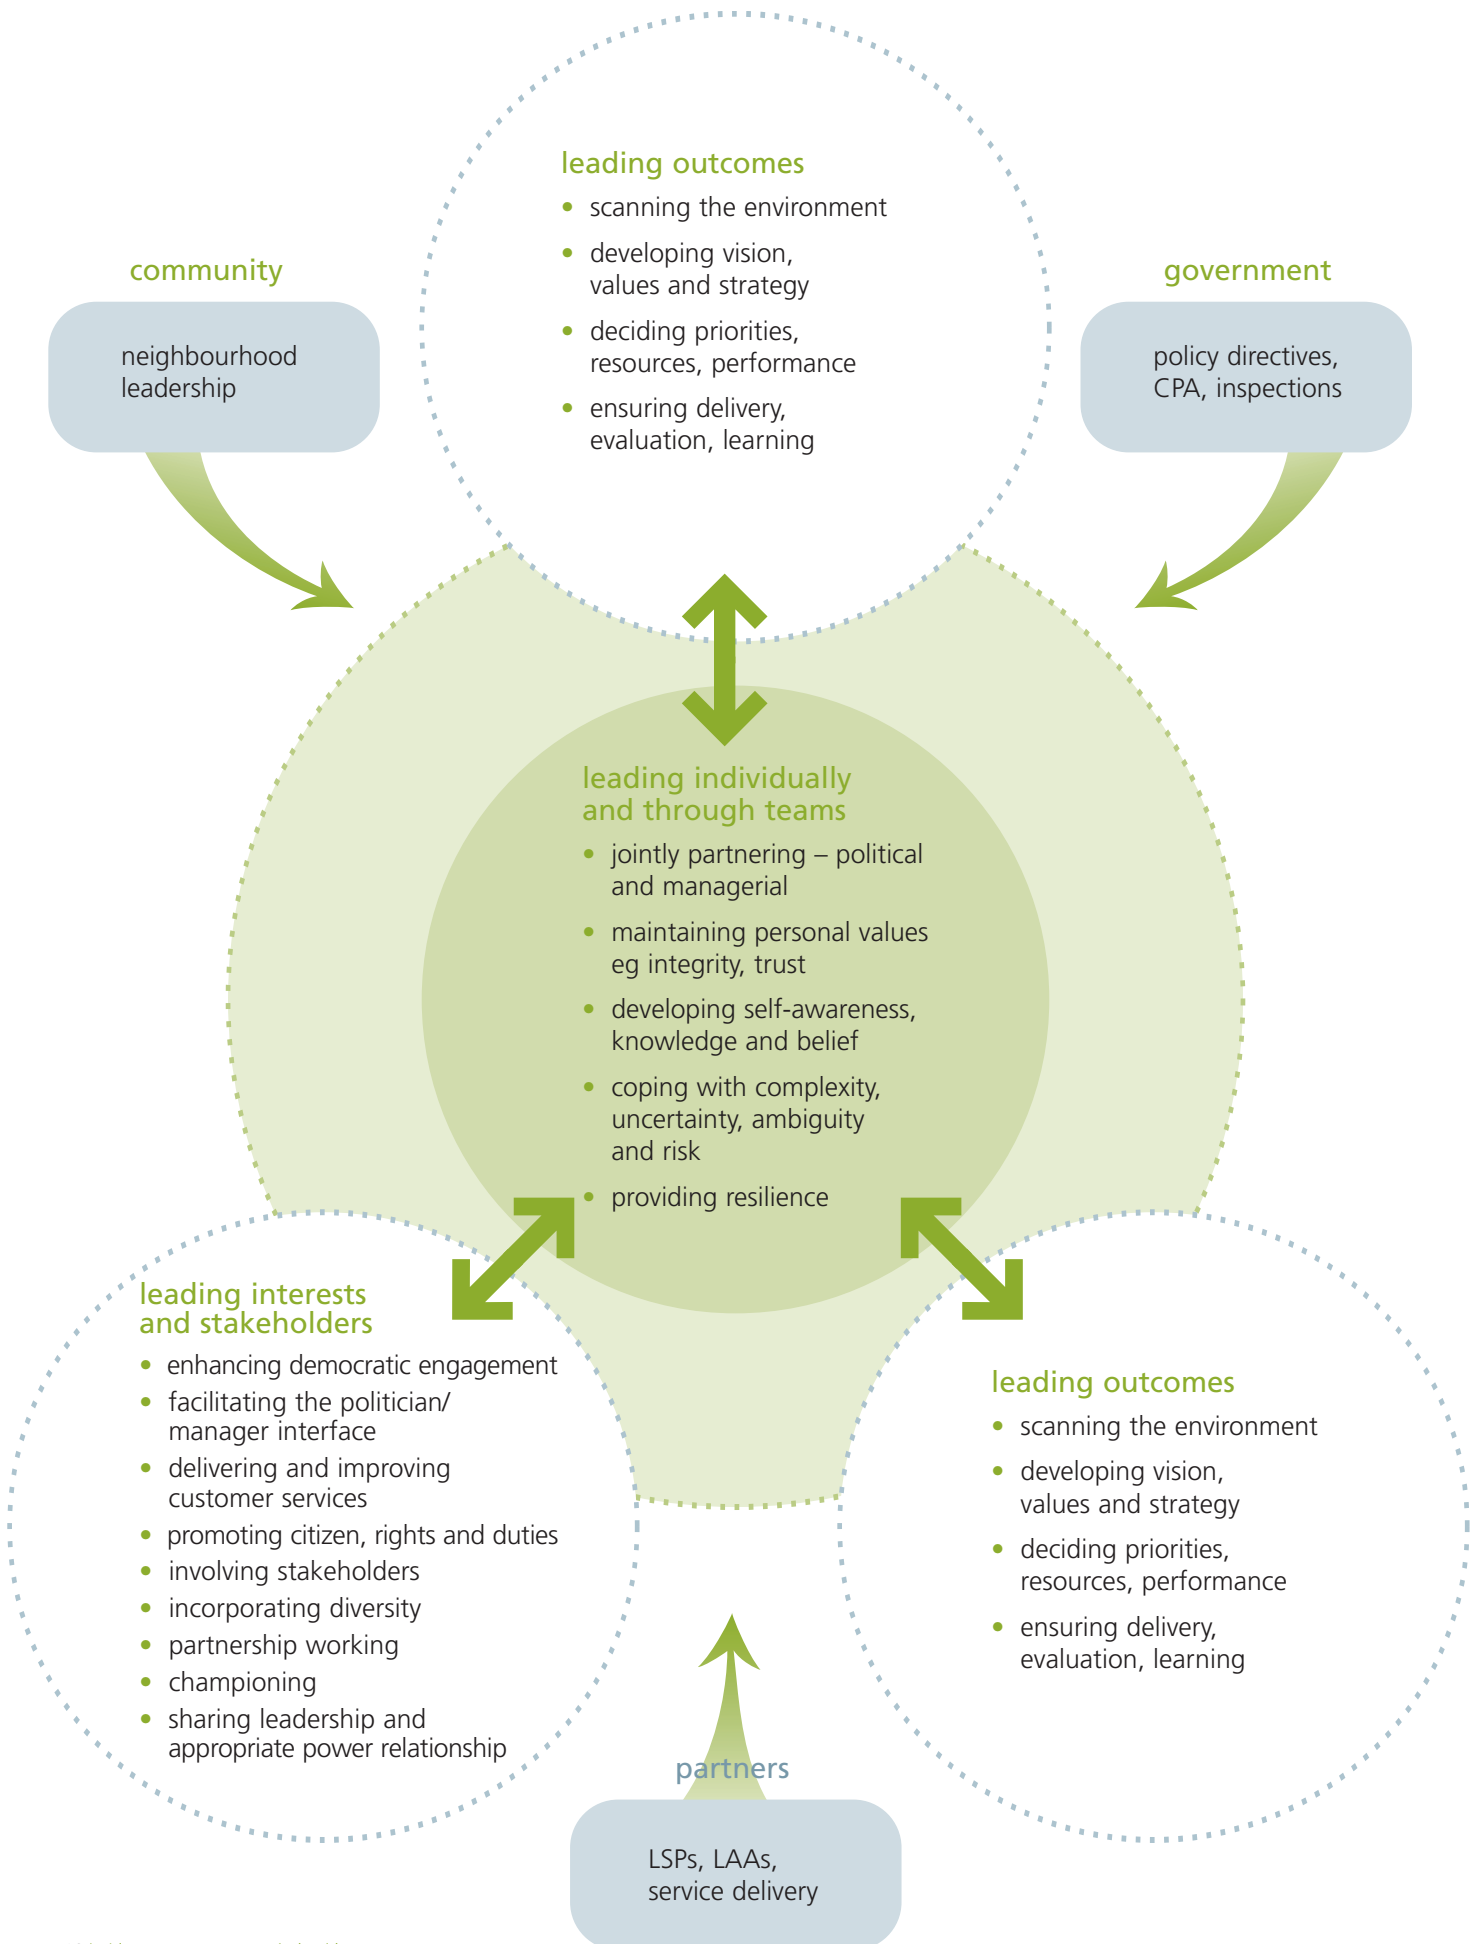 leading outcomes
• scanning the environment
• developing vision,
values and strategy
• deciding priorities,
resources, performance
• ensuring delivery,
evaluation, learning
community
neighbourhood
leadership
government
policy directives,
CPA, inspections
leading individually
and through teams
• jointly partnering – political
and managerial
• maintaining personal values
eg integrity, trust
• developing self-awareness,
knowledge and belief
• coping with complexity,
uncertainty, ambiguity
and risk
• providing resilience
leading interests
and stakeholders
• enhancing democratic engagement
• facilitating the politician/
manager interface
• delivering and improving
customer services
• promoting citizen, rights and duties
• involving stakeholders
• incorporating diversity
• partnership working
• championing
• sharing leadership and
appropriate power relationship
leading outcomes
• scanning the environment
• developing vision,
values and strategy
• deciding priorities,
resources, performance
• ensuring delivery,
evaluation, learning
partners
LSPs, LAAs,
service delivery